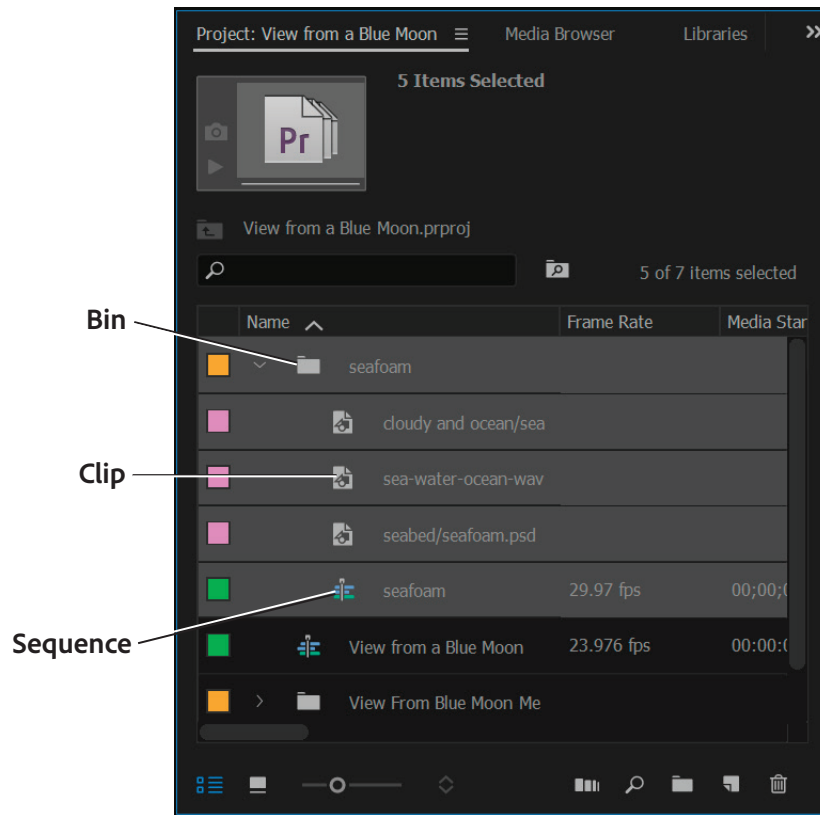 Project: View from a Blue Moon Media Browser Libraries
5 Items Selected
Pr
View from a Blue Moon.prproj
5 of 7 items selected
Name Frame Rate Media Star
Bin
seafoam
cloudy and ocean/sea
Clip
sea-water-ocean-wav
seabed/seafoam.psd
seafoam 29.97 fps 00;00;0
Sequence
View from a Blue Moon 23.976 fps 00:00:0
View From Blue Moon Me